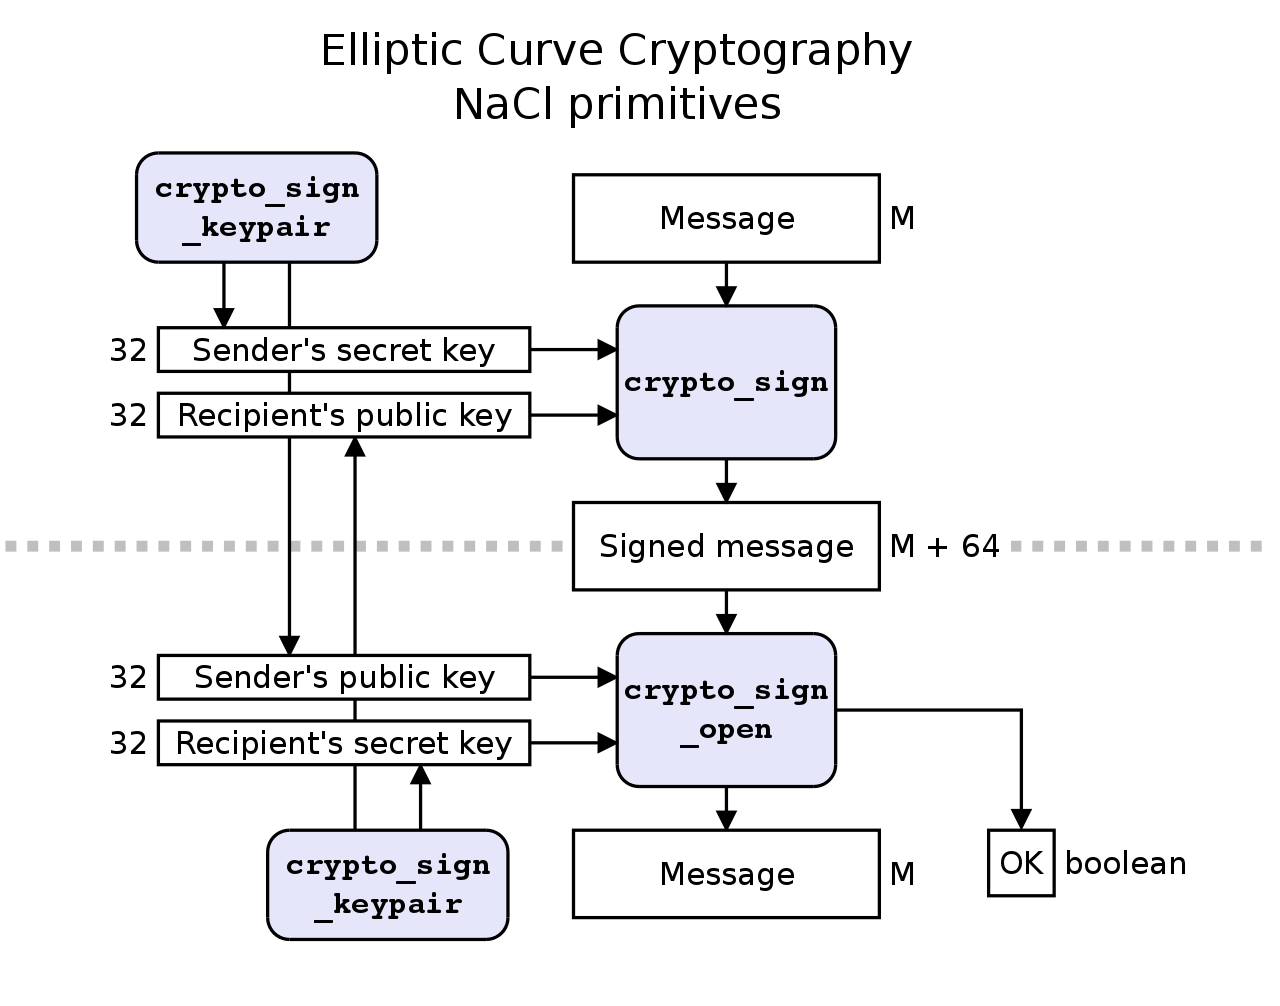 Elliptic Curve Cryptography
NaCl primitives
crypto_sign
_keypair
Message
M
32
Sender's secret key
crypto_sign
32
Recipient's public key
Signed message
M + 64
32
Sender's public key
crypto_sign
_open
32
Recipient's secret key
crypto_sign
_keypair
Message
M
OK
boolean